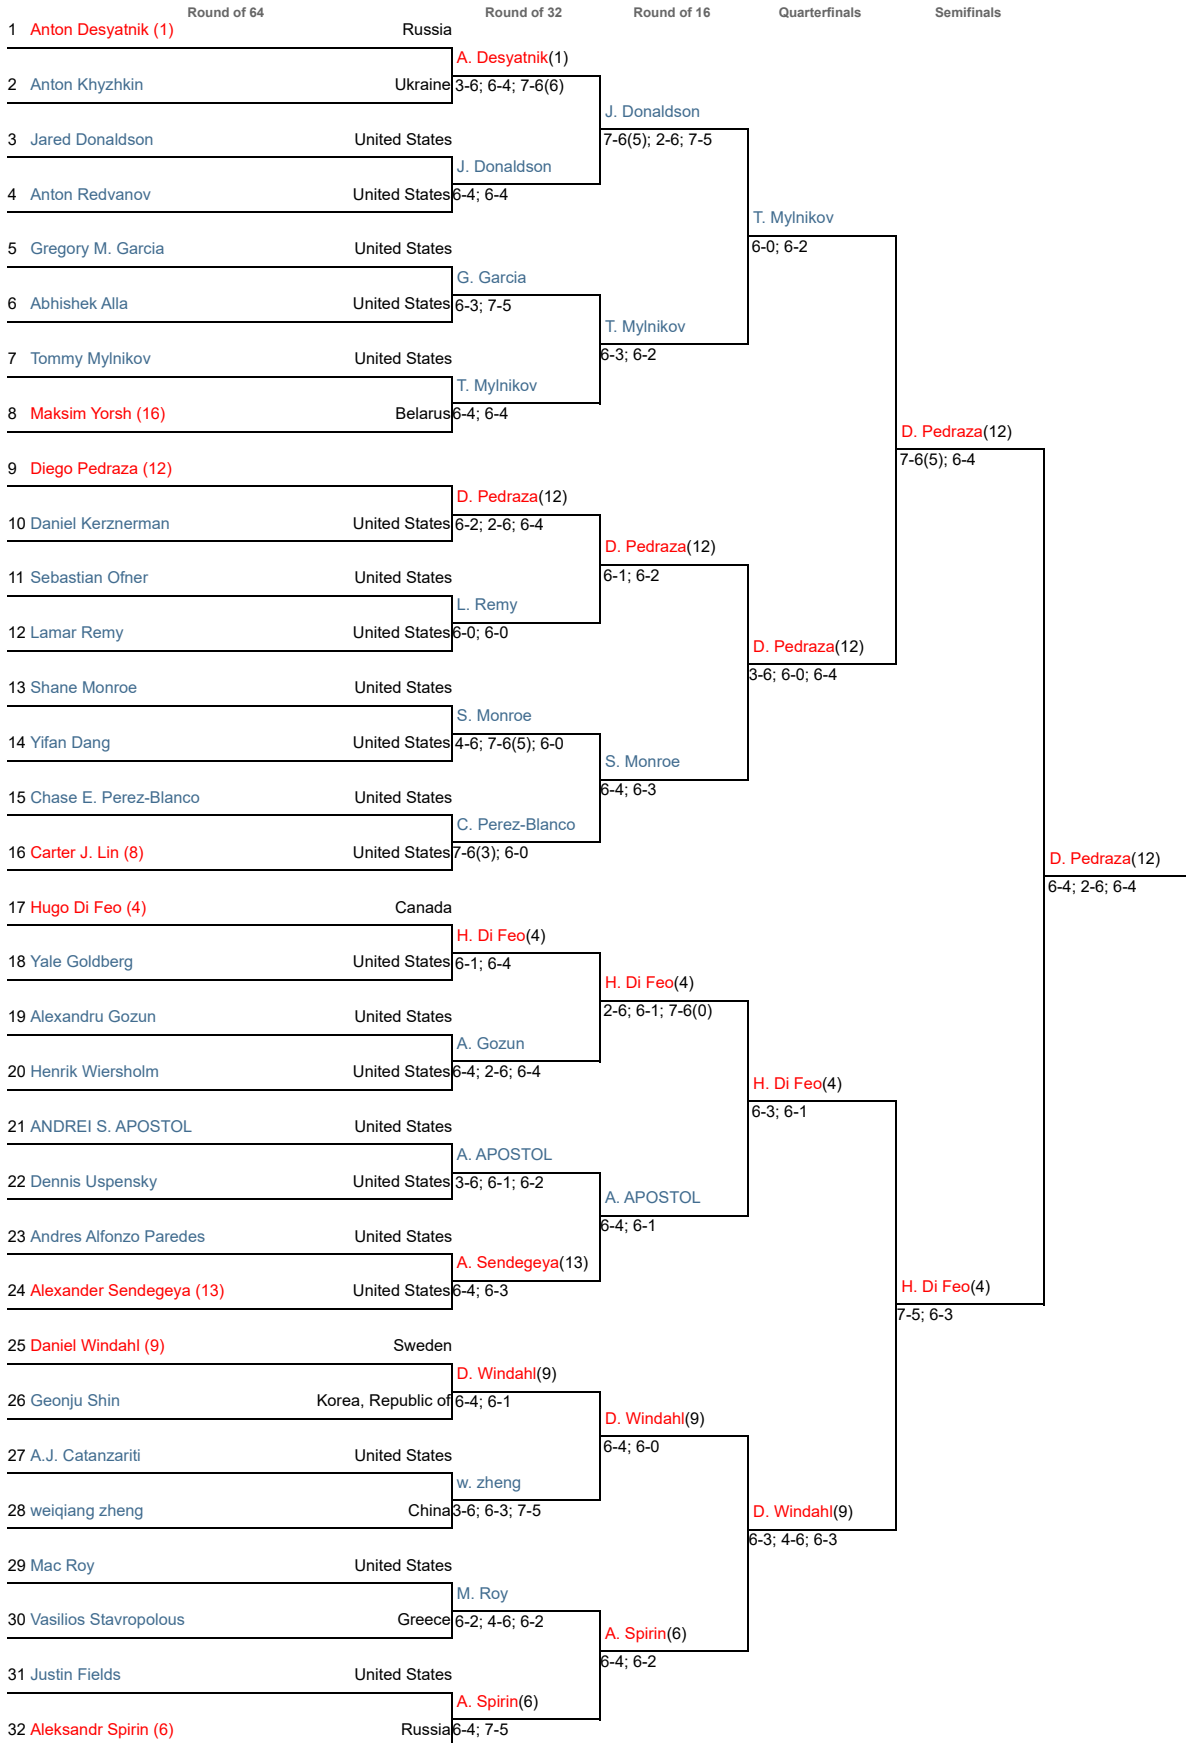 Round of 64 Round of 32 Round of 16 Quarterfinals Semifinals
1 Anton Desyatnik (1) Russia
A. Desyatnik(1)
2 Anton Khyzhkin Ukraine 3-6; 6-4; 7-6(6)
J. Donaldson
3 Jared Donaldson United States 7-6(5); 2-6; 7-5
J. Donaldson
4 Anton Redvanov United States 6-4; 6-4
T. Mylnikov
5 Gregory M. Garcia United States 6-0; 6-2
G. Garcia
6 Abhishek Alla United States 6-3; 7-5
T. Mylnikov
7 Tommy Mylnikov United States 6-3; 6-2
T. Mylnikov
8 Maksim Yorsh (16) Belarus 6-4; 6-4
D. Pedraza(12)
7-6(5); 6-4
9 Diego Pedraza (12)
D. Pedraza(12)
10 Daniel Kerznerman United States 6-2; 2-6; 6-4
D. Pedraza(12)
11 Sebastian Ofner United States 6-1; 6-2
L. Remy
12 Lamar Remy United States 6-0; 6-0
D. Pedraza(12)
3-6; 6-0; 6-4
13 Shane Monroe United States
S. Monroe
14 Yifan Dang United States 4-6; 7-6(5); 6-0
S. Monroe
6-4; 6-3
15 Chase E. Perez-Blanco United States
C. Perez-Blanco
16 Carter J. Lin (8) United States 7-6(3); 6-0
D. Pedraza(12)
6-4; 2-6; 6-4
17 Hugo Di Feo (4) Canada
H. Di Feo(4)
18 Yale Goldberg United States 6-1; 6-4
H. Di Feo(4)
2-6; 6-1; 7-6(0)
19 Alexandru Gozun United States
A. Gozun
20 Henrik Wiersholm United States 6-4; 2-6; 6-4
H. Di Feo(4)
6-3; 6-1
21 ANDREI S. APOSTOL United States
A. APOSTOL
22 Dennis Uspensky United States 3-6; 6-1; 6-2
A. APOSTOL
6-4; 6-1
23 Andres Alfonzo Paredes United States
A. Sendegeya(13)
24 Alexander Sendegeya (13) United States 6-4; 6-3
H. Di Feo(4)
7-5; 6-3
25 Daniel Windahl (9) Sweden
D. Windahl(9)
26 Geonju Shin Korea, Republic of 6-4; 6-1
D. Windahl(9)
6-4; 6-0
27 A.J. Catanzariti United States
w. zheng
28 weiqiang zheng China 3-6; 6-3; 7-5
D. Windahl(9)
6-3; 4-6; 6-3
29 Mac Roy United States
M. Roy
30 Vasilios Stavropolous Greece 6-2; 4-6; 6-2
A. Spirin(6)
6-4; 6-2
31 Justin Fields United States
A. Spirin(6)
32 Aleksandr Spirin (6) Russia 6-4; 7-5